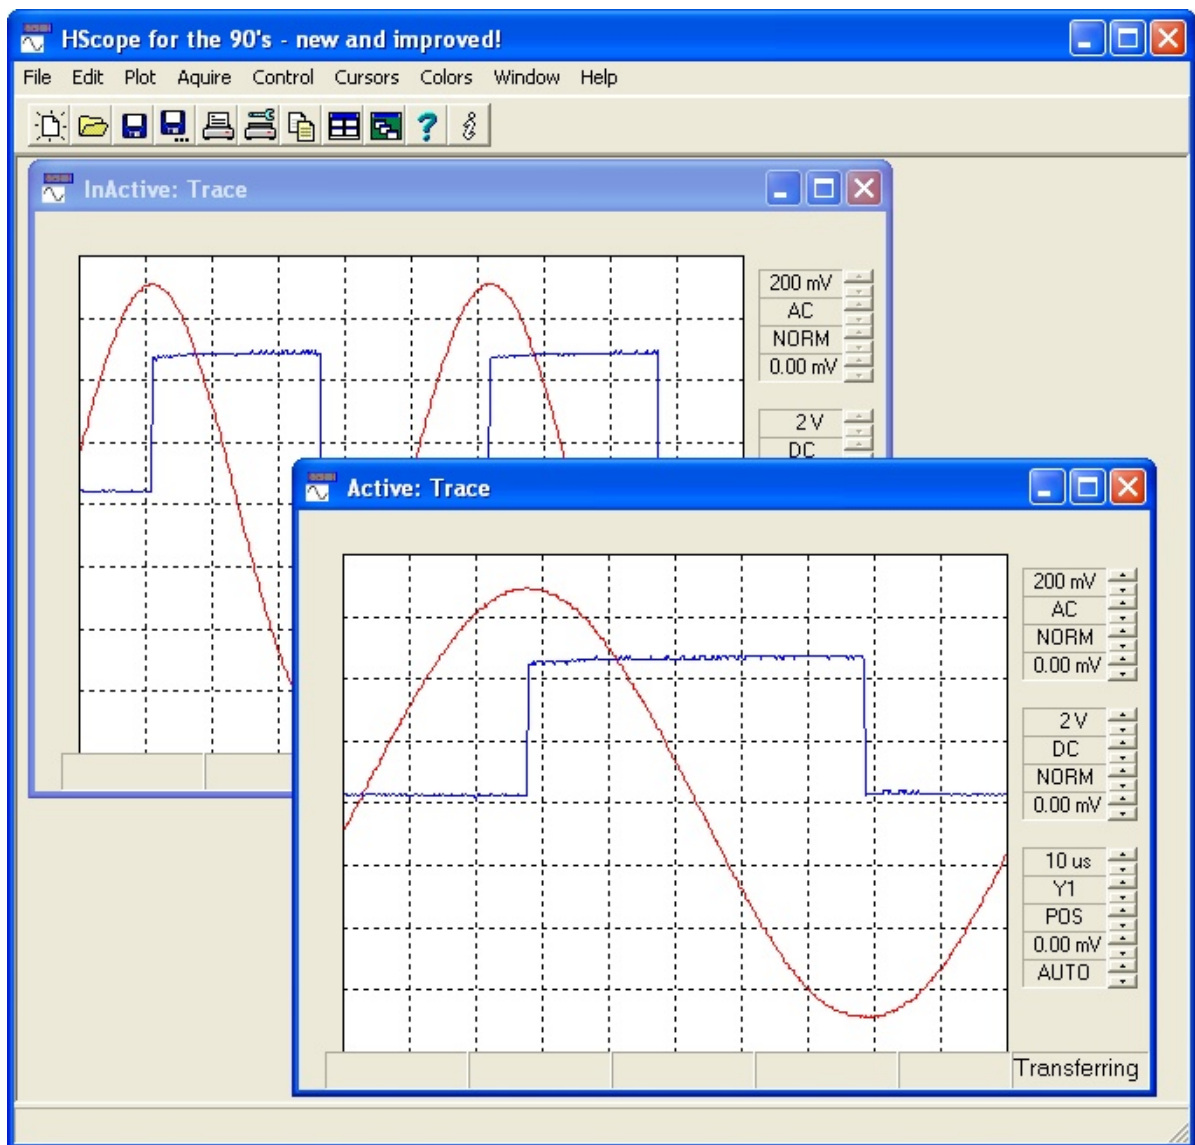 HScope for the 90's - new and improved!
File Edit Plot Aquire Control Cursors Colors Window Help
InActive: Trace
200 mV
AC
NORM
0.00 mV
2 V
DC
Active: Trace
200 mV
AC
NORM
0.00 mV
2 V
DC
NORM
0.00 mV
10 us
Y1
POS
0.00 mV
AUTO
Transferring